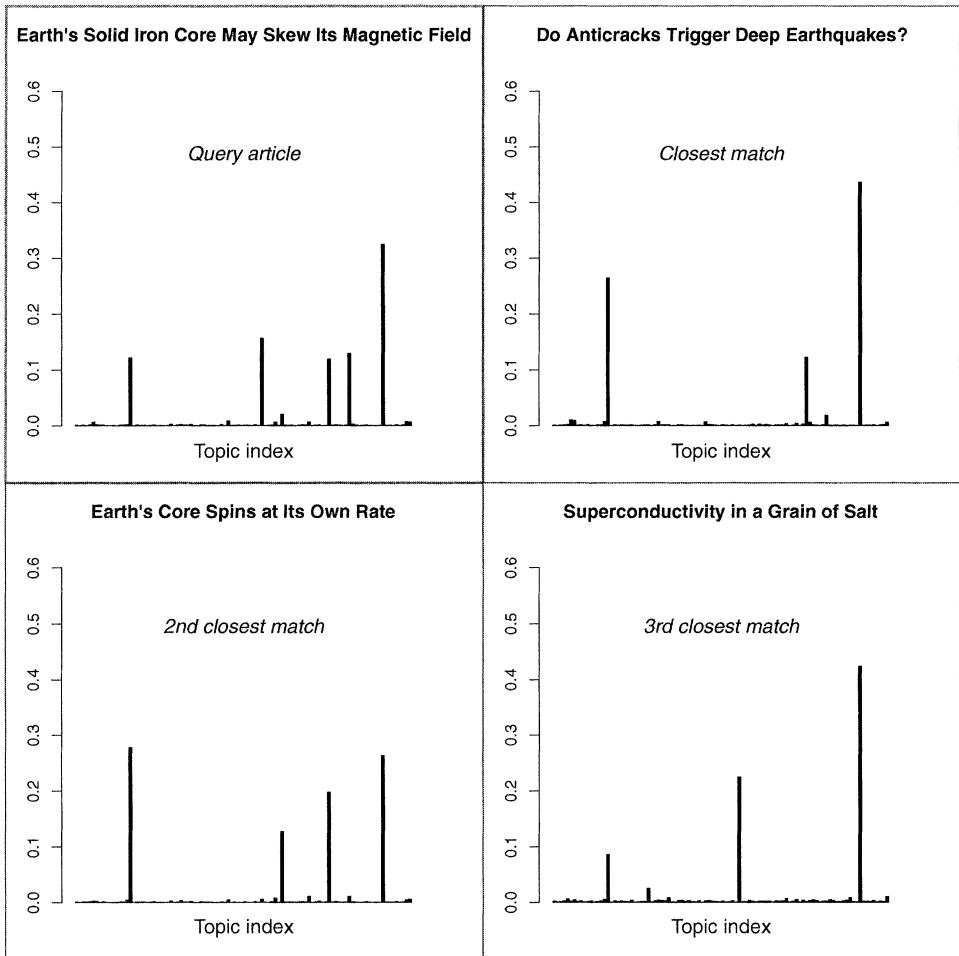 Earth's Solid Iron Core May Skew Its Magnetic Field
0.6
0.5
Query article
0.4
0.3
0.2
0.1
0.0
Topic index
Do Anticracks Trigger Deep Earthquakes?
0.6
0.5
Closest match
0.4
0.3
0.2
0.1
0.0
Topic index
Earth's Core Spins at Its Own Rate
0.6
0.5
2nd closest match
0.4
0.3
0.2
0.1
0.0
Topic index
Superconductivity in a Grain of Salt
0.6
0.5
3rd closest match
0.4
0.3
0.2
0.1
0.0
Topic index